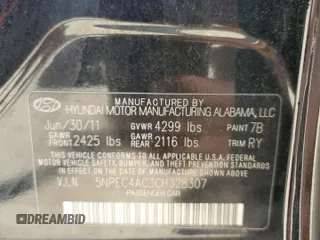 MANUFACTURED BY
HYUNDAI MOTOR MANUFACTURING ALABAMA, LLC
Jun/30/11 GVWR 4299 lbs PAINT 7B
GAWR FRONT 2425 lbs GAWR REAR 2116 lbs TRIM RY
THIS VEHICLE CONFORMS TO ALL APPLICABLE
FEDERAL MOTOR VEHICLE SAFETY, BUMPER, AND THEFT
PREVENTION STANDARDS IN EFFECT ON THE DATE OF
MANUFACTURE SHOWN ABOVE.
V.I.N 5NPEC4AC3CH328307
PASSENGER CAR